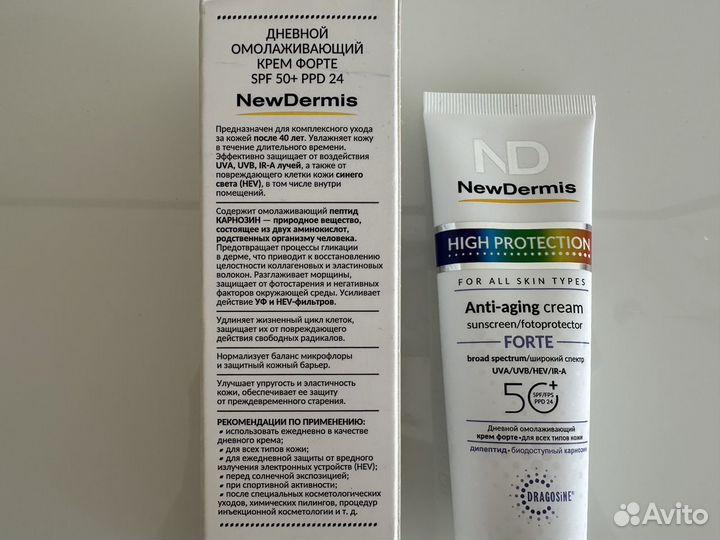 ДНЕВНОЙ
ОМОЛАЖИВАЮЩИЙ
КРЕМ ФОРТЕ
SPF 50+ PPD 24
NewDermis
Предназначен для комплексного ухода
за кожей после 40 лет. Увлажняет кожу
в течение длительного времени.
Эффективно защищает от воздействия
UVA, UVB, IR-A лучей, а также от
повреждающего клетки кожи синего
света (HEV), в том числе внутри
помещений.
Содержит омолаживающий пептид
КАРНОЗИН — природное вещество,
состоящее из двух аминокислот,
родственных организму человека.
Предотвращает процессы гликации
в дерме, что приводит к восстановлению
целостности коллагеновых и эластиновых
волокон. Разглаживает морщины,
защищает от фотостарения и негативных
факторов окружающей среды. Усиливает
действие УФ и HEV-фильтров.
Удлиняет жизненный цикл клеток,
защищает их от повреждающего
действия свободных радикалов.
Нормализует баланс микрофлоры
и защитный кожный барьер.
Улучшает упругость и эластичность
кожи, обеспечивает ее защиту
от преждевременного старения.
РЕКОМЕНДАЦИИ ПО ПРИМЕНЕНИЮ:
• использовать ежедневно в качестве
дневного крема;
• для всех типов кожи;
• для ежедневной защиты от вредного
излучения электронных устройств (HEV);
• перед солнечной экспозицией;
• при спортивной активности;
• после специальных косметологических
уходов, химических пилингов, процедур
инъекционной косметологии и т. д.
ND
NewDermis
HIGH PROTECTION
FOR ALL SKIN TYPES
Anti-aging cream
sunscreen/fotoprotector
FORTE
broad spectrum/широкий спектр
UVA/UVB/HEV/IR-A
50+
SPF/FPS
PPD 24
Дневной омолаживающий
крем форте•для всех типов кожи
дипептид•биодоступный карнозин
DRAGOSINE®
Avito